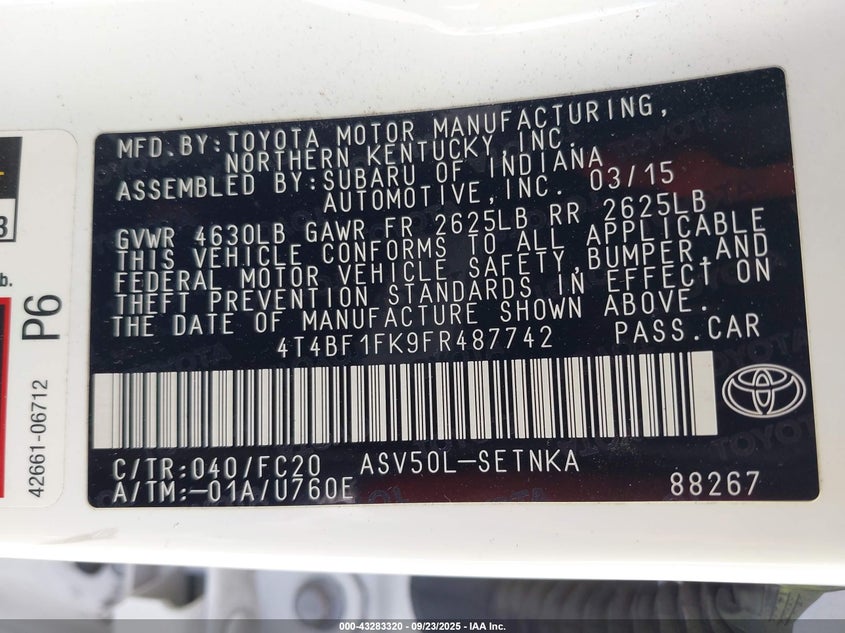 MFD.BY:TOYOTA MOTOR MANUFACTURING,
NORTHERN KENTUCKY INC.
ASSEMBLED BY:SUBARU OF INDIANA
AUTOMOTIVE,INC. 03/15
GVWR 4630LB GAWR FR 2625LB RR 2625LB
THIS VEHICLE CONFORMS TO ALL APPLICABLE
FEDERAL MOTOR VEHICLE SAFETY,BUMPER,AND
THEFT PREVENTION STANDARDS IN EFFECT ON
THE DATE OF MANUFACTURE SHOWN ABOVE.
4T4BF1FK9FR487742 PASS.CAR
C/TR:040/FC20 ASV50L-SETNKA
A/TM:-01A/U760E 88267
3
b.
P6
42661-06712
000-43283320 - 09/23/2025 - IAA Inc.